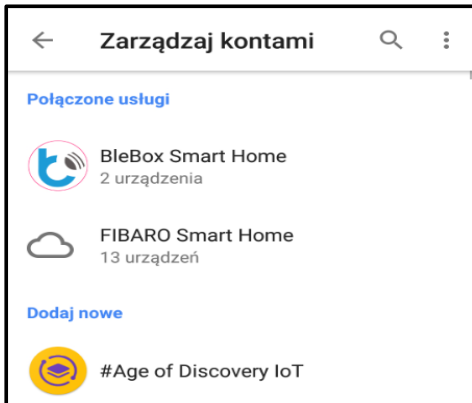 Zarządzaj kontami
Połączone usługi
BleBox Smart Home
2 urządzenia
FIBARO Smart Home
13 urządzeń
Dodaj nowe
#Age of Discovery IoT